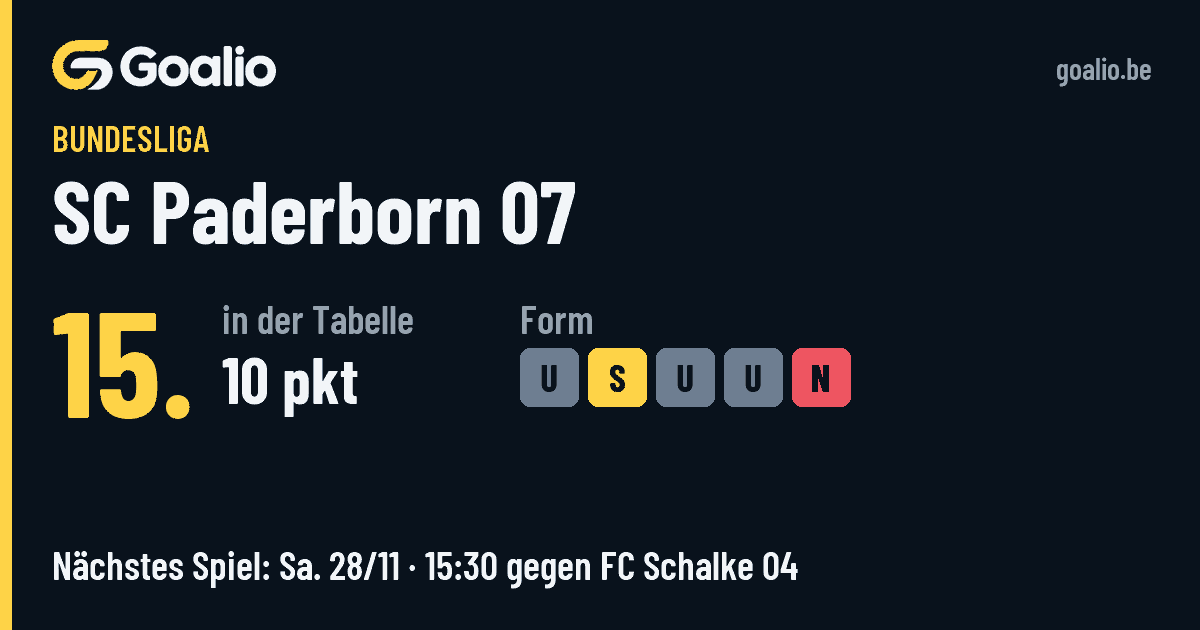 Goalio
goalio.be
BUNDESLIGA
SC Paderborn 07
15.
in der Tabelle
10 pkt
Form
U S U U N
Nächstes Spiel: Sa. 28/11 · 15:30 gegen FC Schalke 04